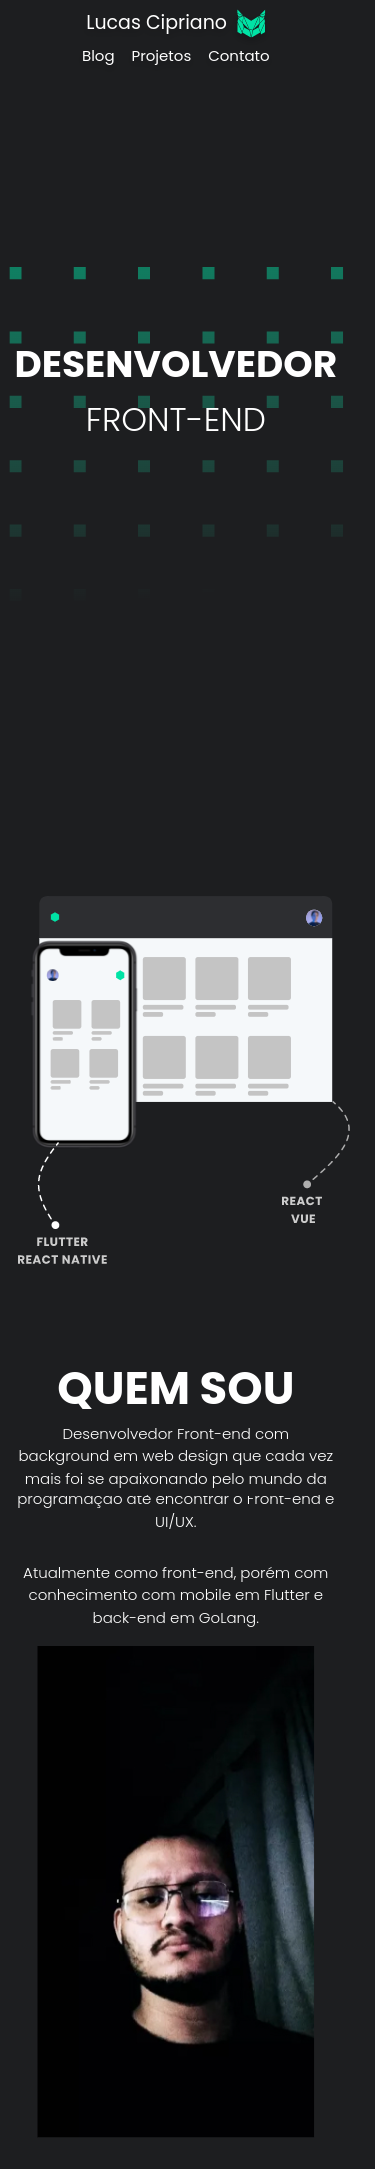 Lucas Cipriano
Blog Projetos Contato
DESENVOLVEDOR
FRONT-END
REACT
VUE
FLUTTER
REACT NATIVE
QUEM SOU
Desenvolvedor Front-end com
background em web design que cada vez
mais foi se apaixonando pelo mundo da
programação até encontrar o Front-end e
UI/UX.
Atualmente como front-end, porém com
conhecimento com mobile em Flutter e
back-end em GoLang.